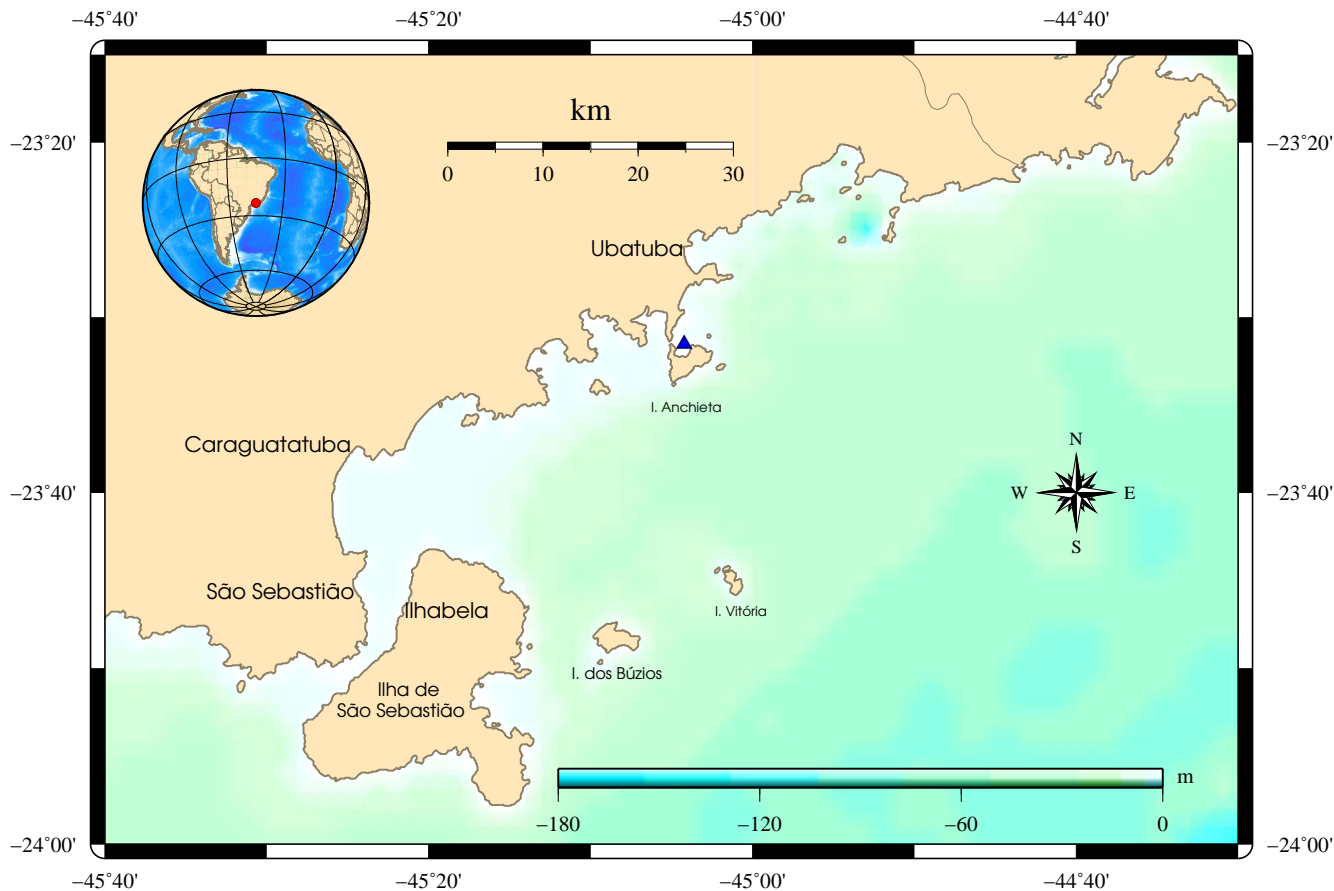 −45˚40' −45˚20' −45˚00' −44˚40'
km
−23˚20' −23˚20'
0 10 20 30
Ubatuba
I. Anchieta
Caraguatatuba
N
−23˚40' W E −23˚40'
S
São Sebastião
Ilhabela
I. Vitória
I. dos Búzios
Ilha de
São Sebastião
m
−180 −120 −60 0
−24˚00' −24˚00'
−45˚40' −45˚20' −45˚00' −44˚40'